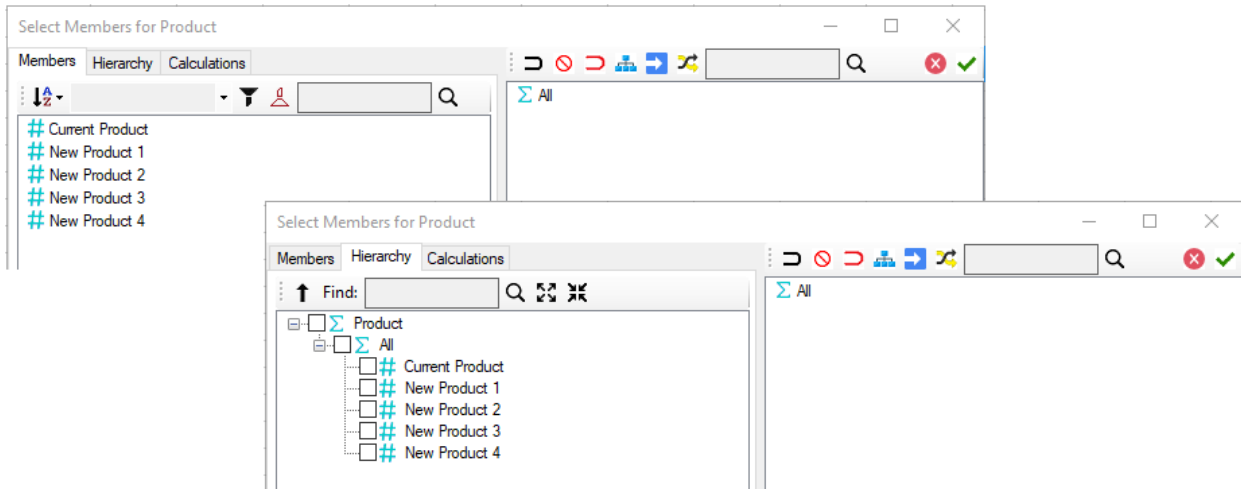 Select Members for Product
Members Hierarchy Calculations
A
Z
Σ All
# Current Product
# New Product 1
# New Product 2
# New Product 3
# New Product 4
Select Members for Product
Members Hierarchy Calculations
Find:
Σ All
Σ Product
Σ All
# Current Product
# New Product 1
# New Product 2
# New Product 3
# New Product 4